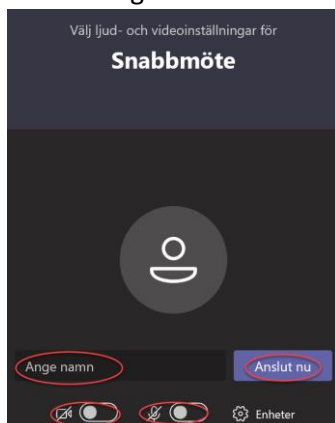 Välj ljud- och videoinställningar för
Snabbmöte
Ange namn
Anslut nu
Enheter